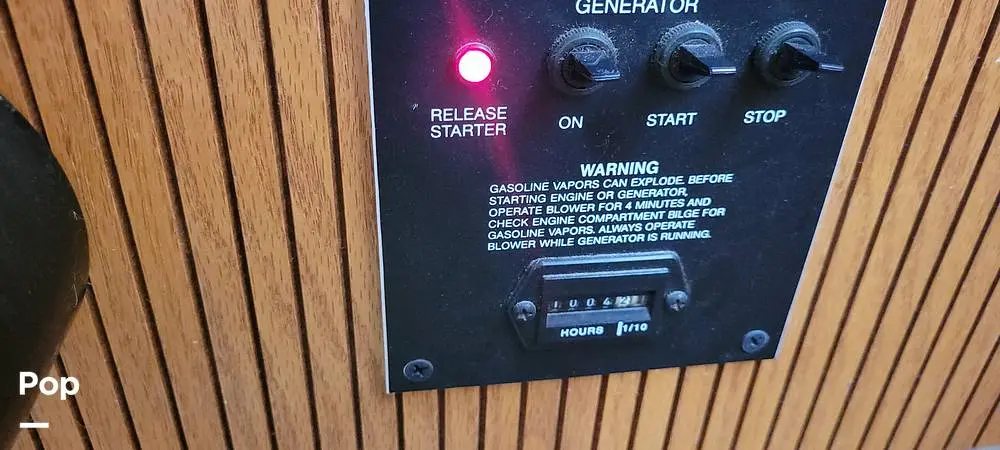 GENERATOR
RELEASE
STARTER
ON
START
STOP
WARNING
GASOLINE VAPORS CAN EXPLODE. BEFORE
STARTING ENGINE OR GENERATOR,
OPERATE BLOWER FOR 4 MINUTES AND
CHECK ENGINE COMPARTMENT BILGE FOR
GASOLINE VAPORS. ALWAYS OPERATE
BLOWER WHILE GENERATOR IS RUNNING.
HOURS 1/10
Pop